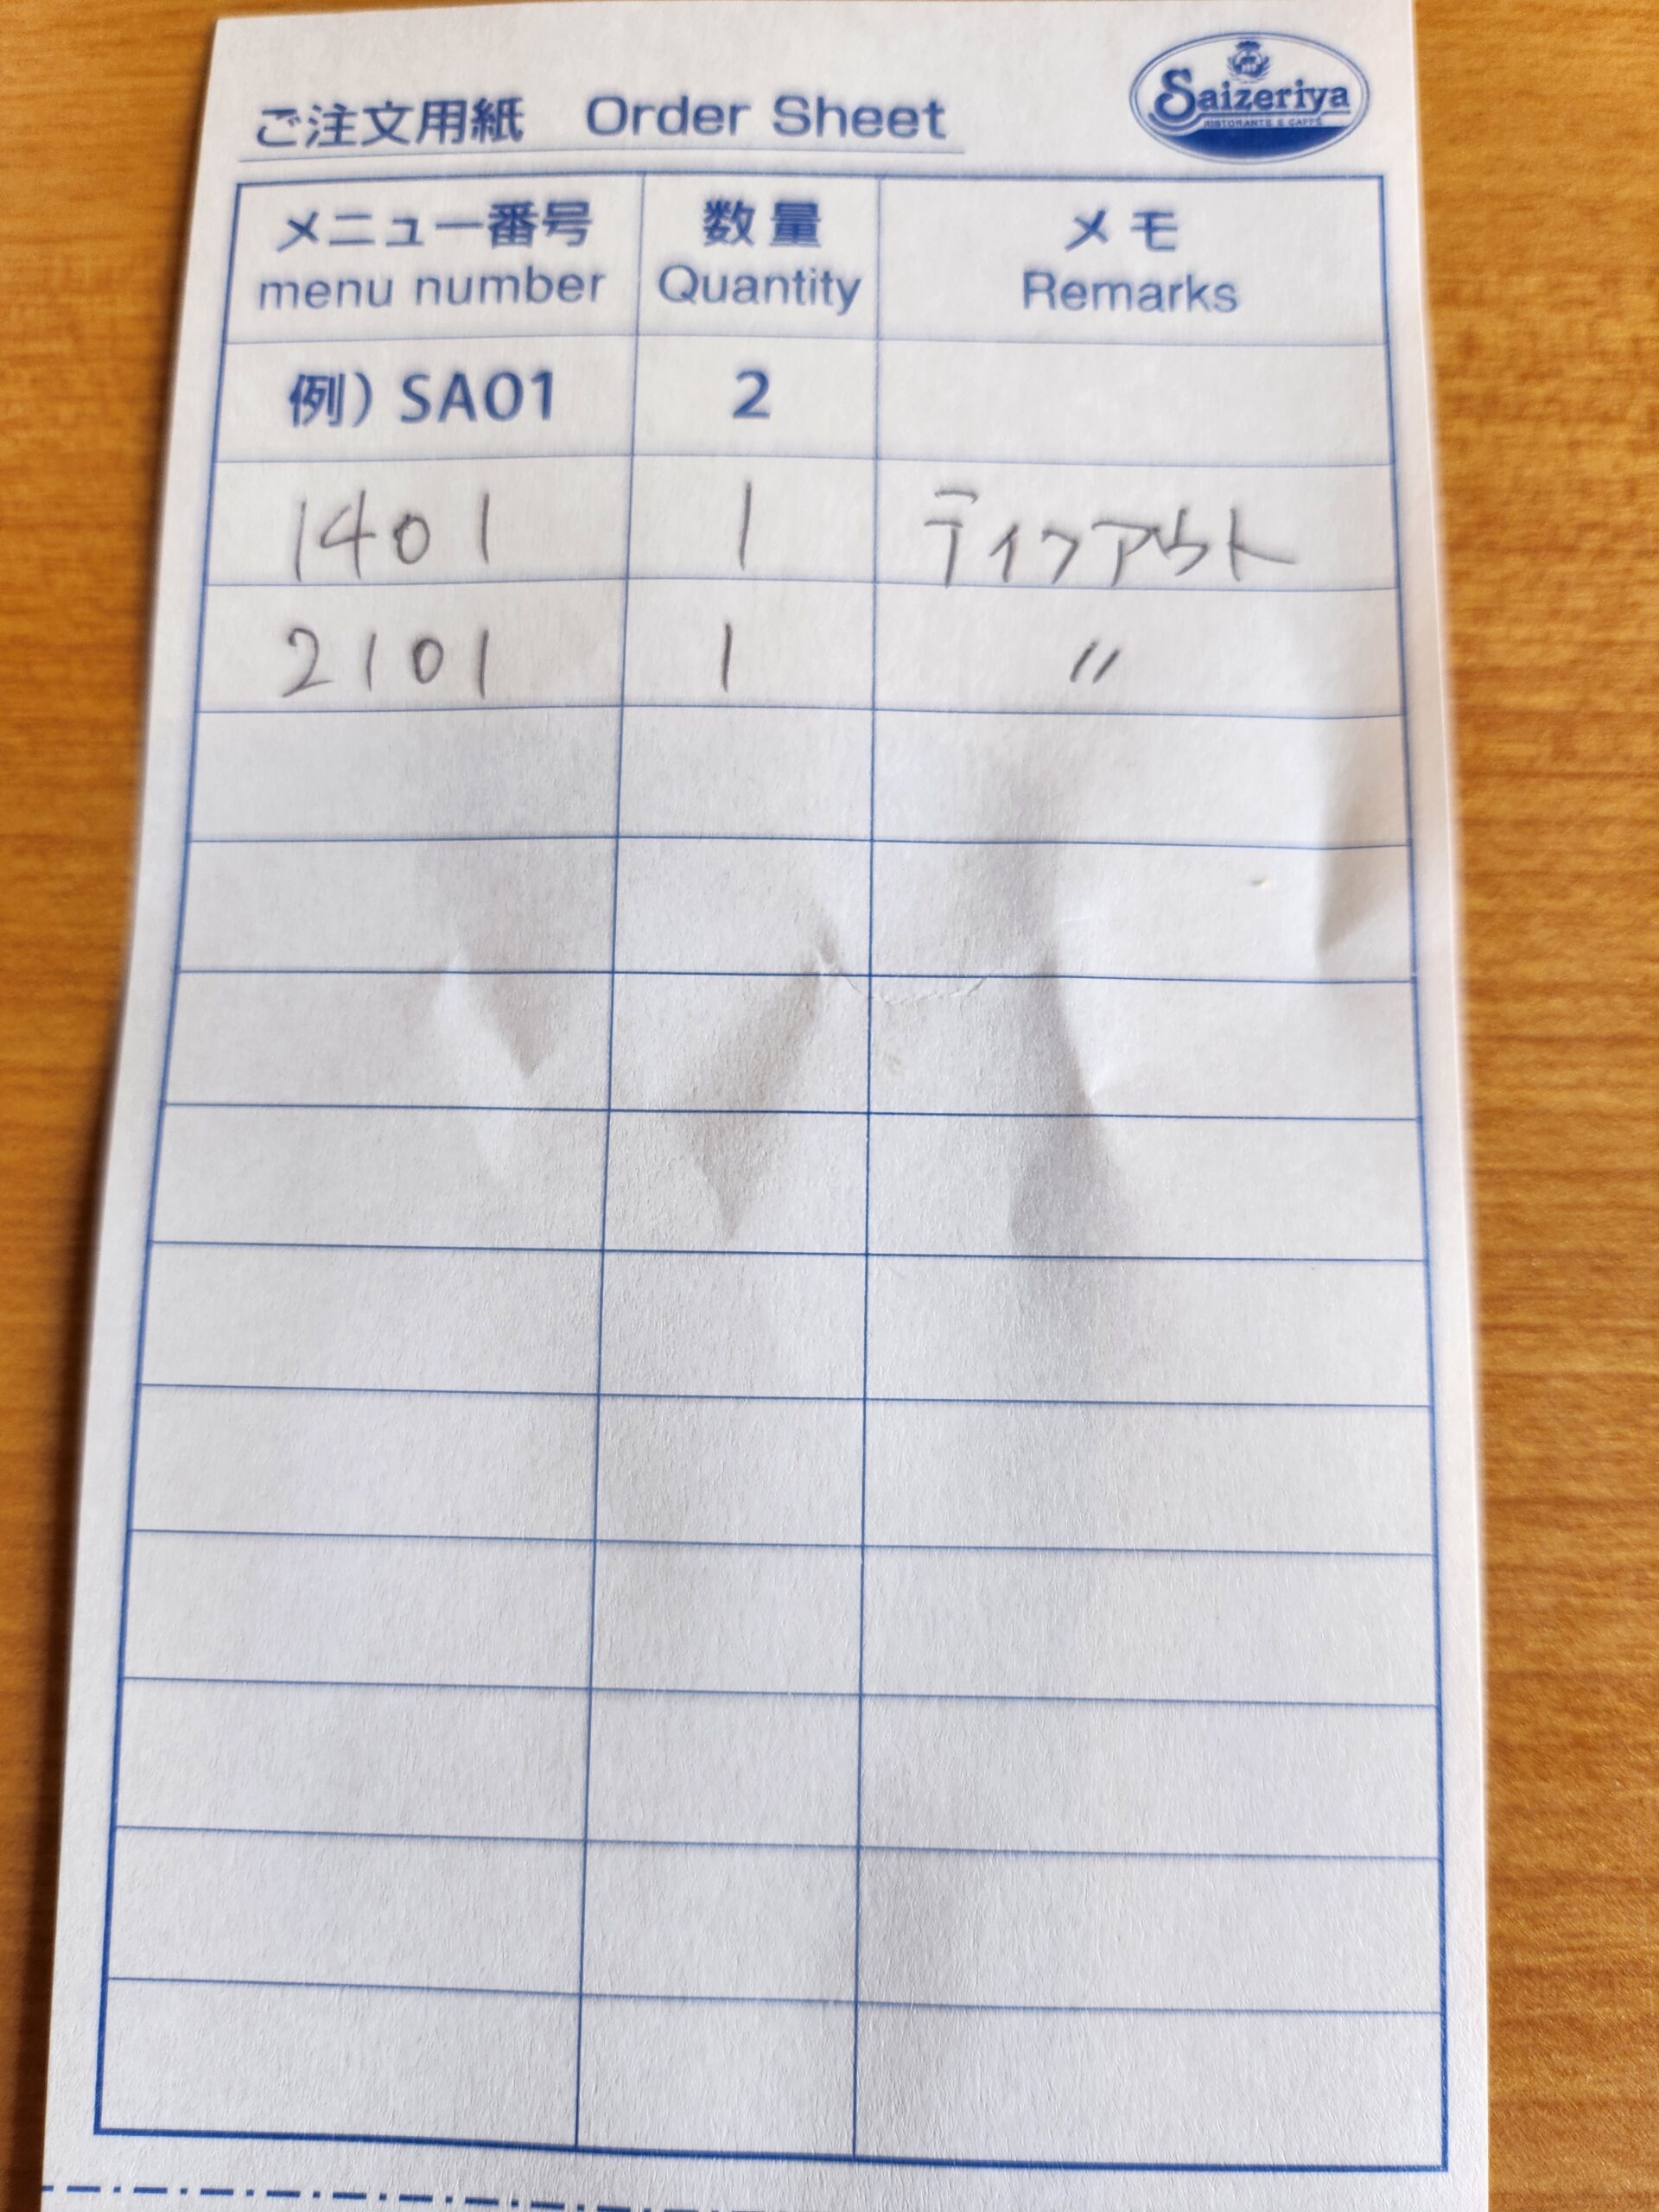 ご注文用紙 Order Sheet
Saizeriya
RISTORANTE E CAFFÈ
メニュー番号 数量 メモ
menu number Quantity Remarks
例) SA01 2
1401 1 テイクアウト
2101 1 〃